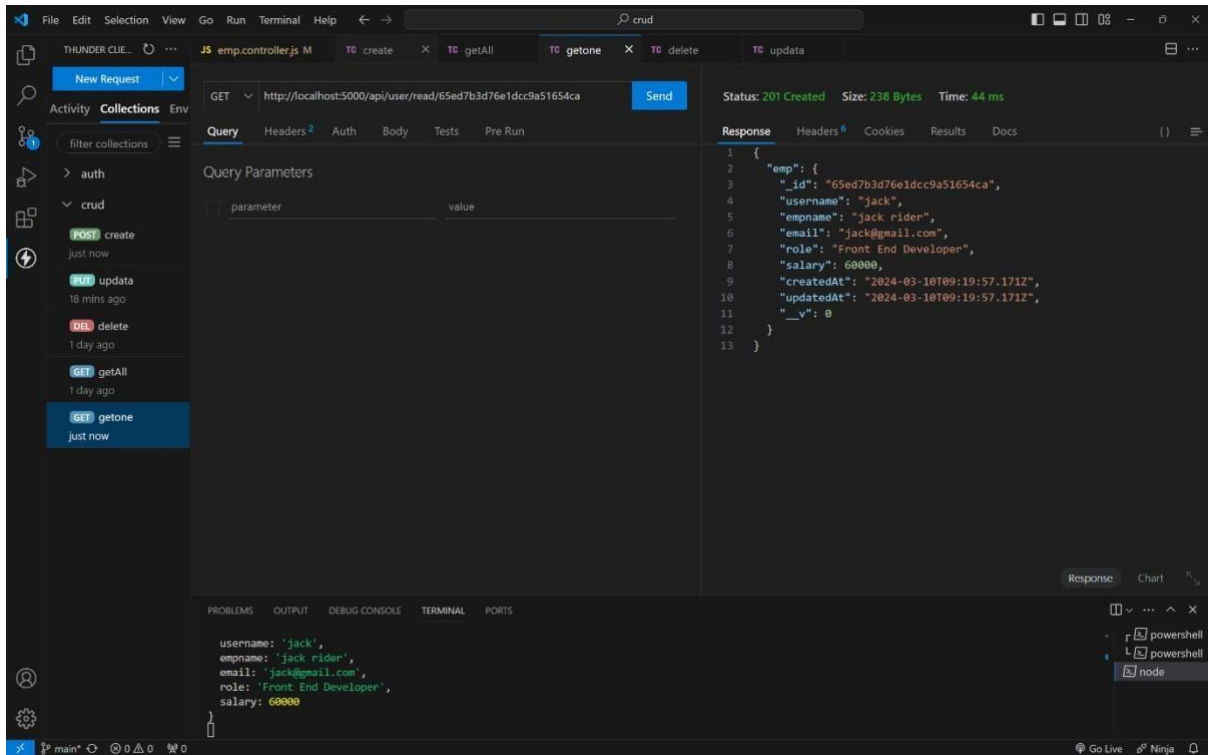 File Edit Selection View Go Run Terminal Help ← → crud
THUNDER CLIE... ···
JS emp.controller.js M TC create × TC getAll TC getone × TC delete TC updata ···
New Request
Activity Collections Env
filter collections
> auth
crud
POST create
just now
PUT updata
18 mins ago
DEL delete
1 day ago
GET getAll
1 day ago
GET getone
just now
GET http://localhost:5000/api/user/read/65ed7b3d76e1dcc9a51654ca Send
Query Headers 2 Auth Body Tests Pre Run
Query Parameters
parameter value
Status: 201 Created Size: 238 Bytes Time: 44 ms
Response Headers 6 Cookies Results Docs {}
1 {
2 "emp": {
3 "_id": "65ed7b3d76e1dcc9a51654ca",
4 "username": "jack",
5 "empname": "jack rider",
6 "email": "jack@gmail.com",
7 "role": "Front End Developer",
8 "salary": 60000,
9 "createdAt": "2024-03-10T09:19:57.171Z",
10 "updatedAt": "2024-03-10T09:19:57.171Z",
11 "__v": 0
12 }
13 }
Response Chart
PROBLEMS OUTPUT DEBUG CONSOLE TERMINAL PORTS
username: 'jack',
empname: 'jack rider',
email: 'jack@gmail.com',
role: 'Front End Developer',
salary: 60000
}
powershell
powershell
node
main* 0 0 0 Go Live Ninja